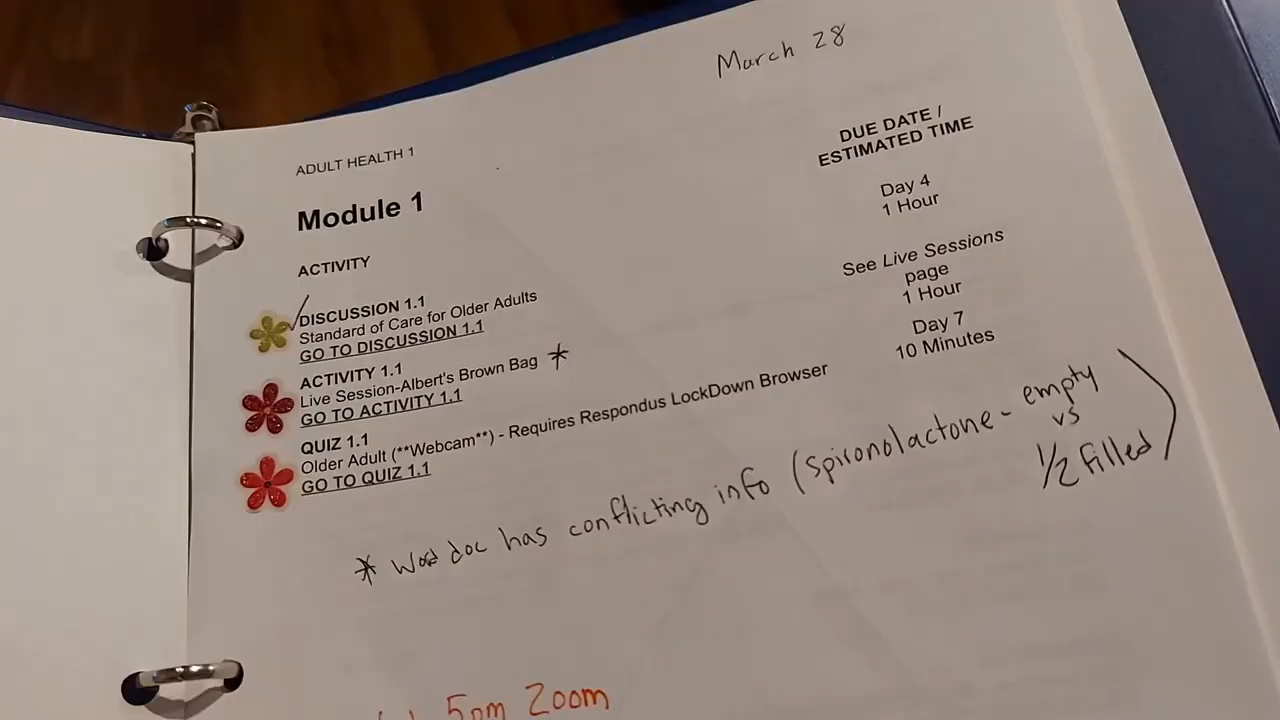 March 28
ADULT HEALTH 1
DUE DATE /
ESTIMATED TIME
Module 1
ACTIVITY
DISCUSSION 1.1
Standard of Care for Older Adults
GO TO DISCUSSION 1.1
Day 4
1 Hour
ACTIVITY 1.1
Live Session-Albert's Brown Bag *
GO TO ACTIVITY 1.1
See Live Sessions
page
1 Hour
QUIZ 1.1
Older Adult (**Webcam**) - Requires Respondus LockDown Browser
GO TO QUIZ 1.1
Day 7
10 Minutes
* Word doc has conflicting info (spironolactone - empty
vs
1/2 filled)
5pm Zoom